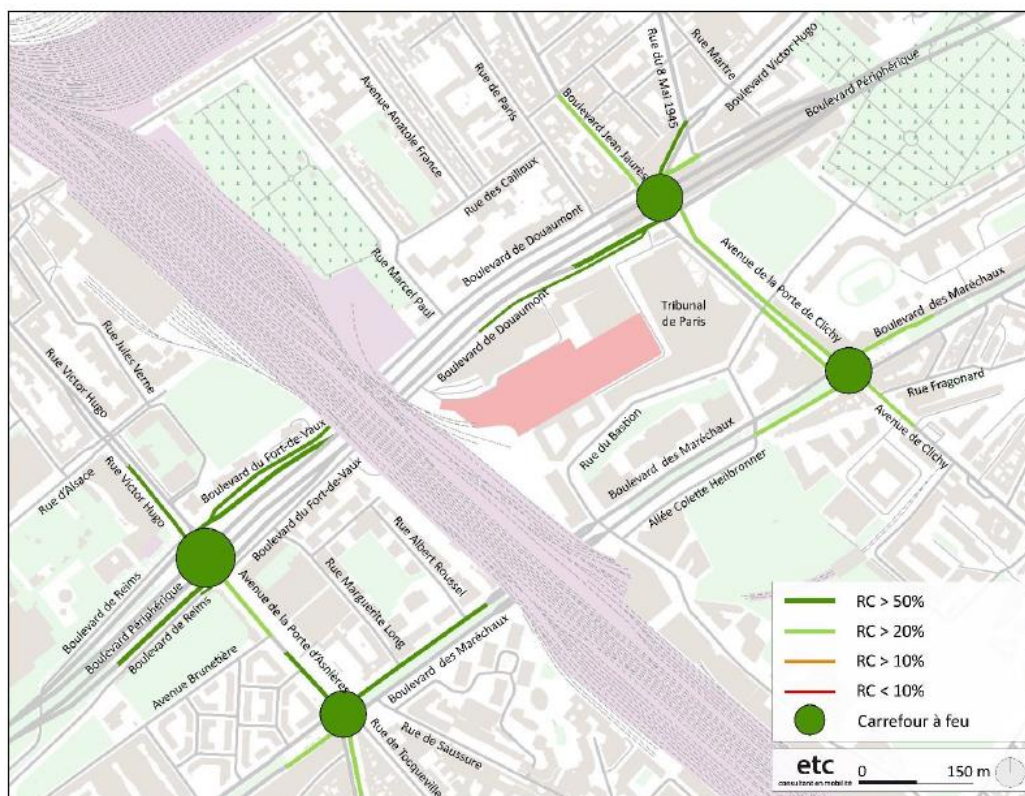 Rue Martre
Boulevard Victor Hugo
Rue du 8 Mai 1945
Boulevard Périphérique
Rue de Paris
Avenue Anatole France
Boulevard Jean Jaurès
Rue des Cailloux
Boulevard de Douaumont
Rue Marcel Paul
Avenue de la Porte de Clichy
Boulevard des Maréchaux
Tribunal
de Paris
Boulevard de Douaumont
Rue Jules Verne
Rue Victor Hugo
Rue Fragonard
Avenue de Clichy
Rue du Bastion
Boulevard des Maréchaux
Allée Colette Heilbronner
Boulevard du Fort-de-Vaux
Rue d'Alsace
Rue Victor Hugo
Boulevard du Fort-de-Vaux
Rue Albert Roussel
Rue Marguerite Long
Boulevard de Reims
Boulevard Périphérique
Boulevard de Reims
Avenue de la Porte d'Asnières
Avenue Brunetière
Boulevard des Maréchaux
Rue de Saussure
Rue de Tocqueville
RC > 50%
RC > 20%
RC > 10%
RC < 10%
Carrefour à feu
etc
consultant en mobilité
0 150 m